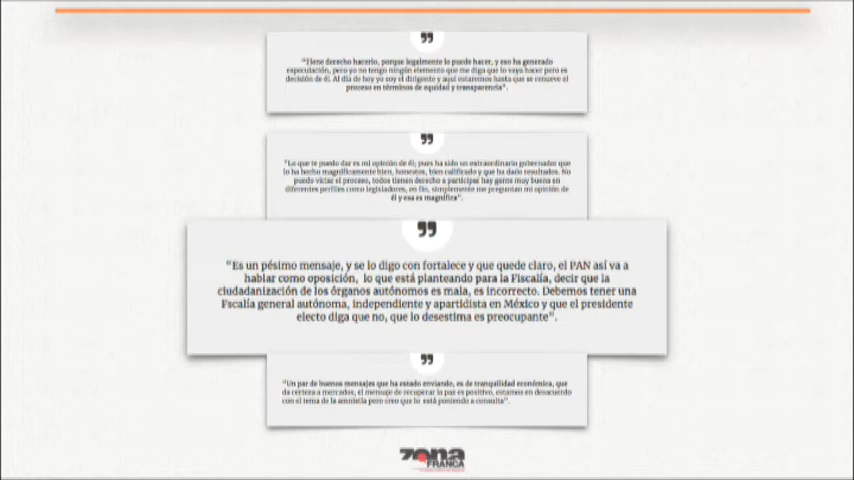 "Tiene derecho hacerlo, porque legalmente lo puede hacer, y eso ha generado
especulación, pero yo no tengo ningún elemento que me diga que lo vaya hacer pero es
decisión de él. Al día de hoy yo soy el dirigente y aquí estaremos hasta que se renueve el
proceso en términos de equidad y transparencia".
"Lo que te puedo dar es mi opinión de él; pues ha sido un extraordinario gobernador que
lo ha hecho magníficamente bien, honestos, bien calificado y que ha dado resultados. No
puedo viciar el proceso, todos tienen derecho a participar hay gente muy buena en
diferentes perfiles como legisladores, en fin, simplemente me preguntan mi opinión de
él y esa es magnífica".
"Es un pésimo mensaje, y se lo digo con fortalece y que quede claro, el PAN así va a
hablar como oposición, lo que está planteando para la Fiscalía, decir que la
ciudadanización de los órganos autónomos es mala, es incorrecto. Debemos tener una
Fscalía general autónoma, independiente y apartidista en México y que el presidente
electo diga que no, que lo desestima es preocupante".
"Un par de buenos mensajes que ha estado enviando, es de tranquilidad económica, que
da certeza a mercados, el mensaje de recuperar la paz es positivo, estamos en desacuerdo
con el tema de la amnistía pero creo que lo está poniendo a consulta".
zona
FRANCA